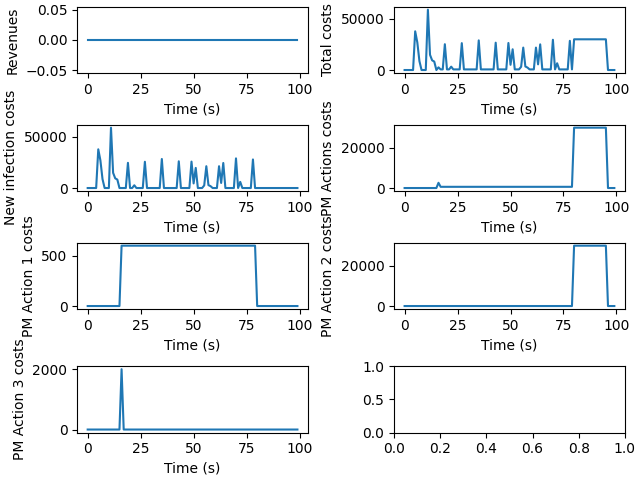 Revenues
0.05
0.00
−0.05
0 25 50 75 100
Time (s)
Total costs
50000
0
0 25 50 75 100
Time (s)
New infection costs
50000
0
0 25 50 75 100
Time (s)
PM Actions costs
20000
0
0 25 50 75 100
Time (s)
PM Action 1 costs
500
0
0 25 50 75 100
Time (s)
PM Action 2 costs
20000
0
0 25 50 75 100
Time (s)
PM Action 3 costs
2000
0
0 25 50 75 100
Time (s)
1.0
0.5
0.0
0.0 0.2 0.4 0.6 0.8 1.0